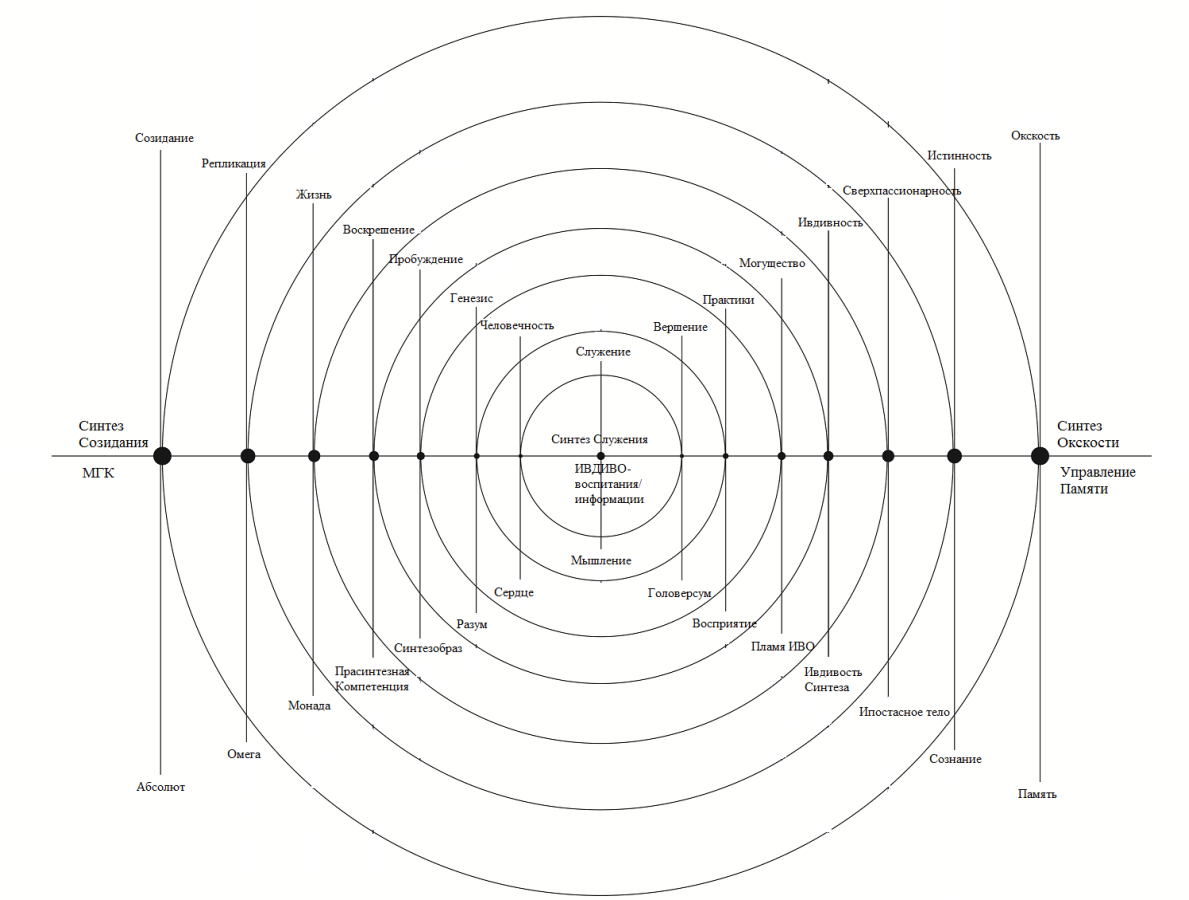 Окскость
Созидание
Истинность
Репликация
Сверхпассионарность
Жизнь
Ивдивность
Воскрешение
Пробуждение
Могущество
Генезис
Практики
Человечность
Вершение
Служение
Синтез
Созидания
МГК
Синтез Служения
ИВДИВО-
воспитания/
информации
Синтез
Окскости
Управление
Памяти
Мышление
Сердце
Головерсум
Разум
Восприятие
Синтезобраз
Пламя ИВО
Прасинтезная
Компетенция
Ивдивость
Синтеза
Монада
Ипостасное тело
Омега
Сознание
Абсолют
Память